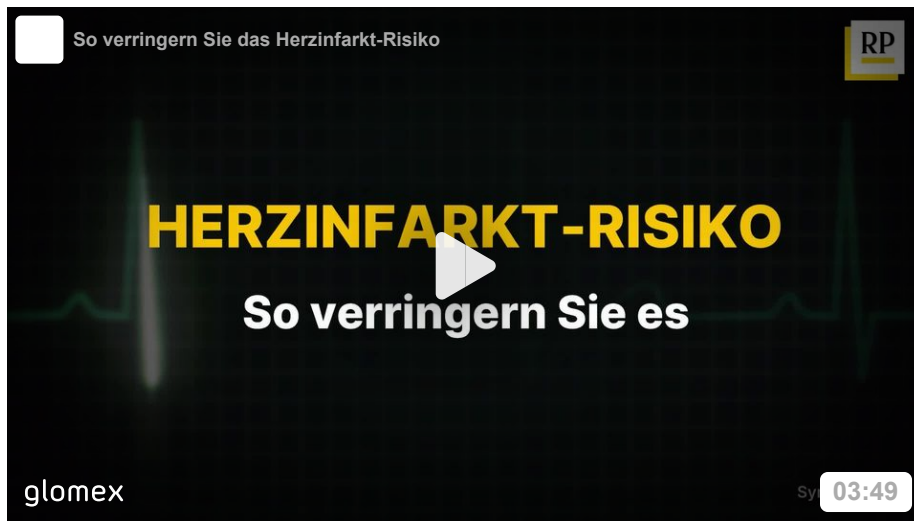 So verringern Sie das Herzinfarkt-Risiko
RP
HERZINFARKT-RISIKO
So verringern Sie es
glomex
03:49